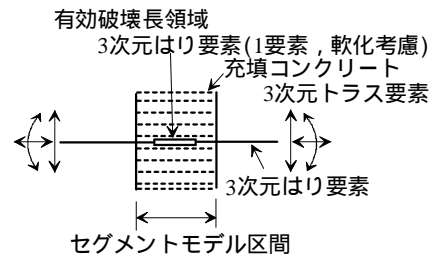 有効破壊長領域
3次元はり要素(1要素，軟化考慮)
充填コンクリート
3次元トラス要素
3次元はり要素
セグメントモデル区間